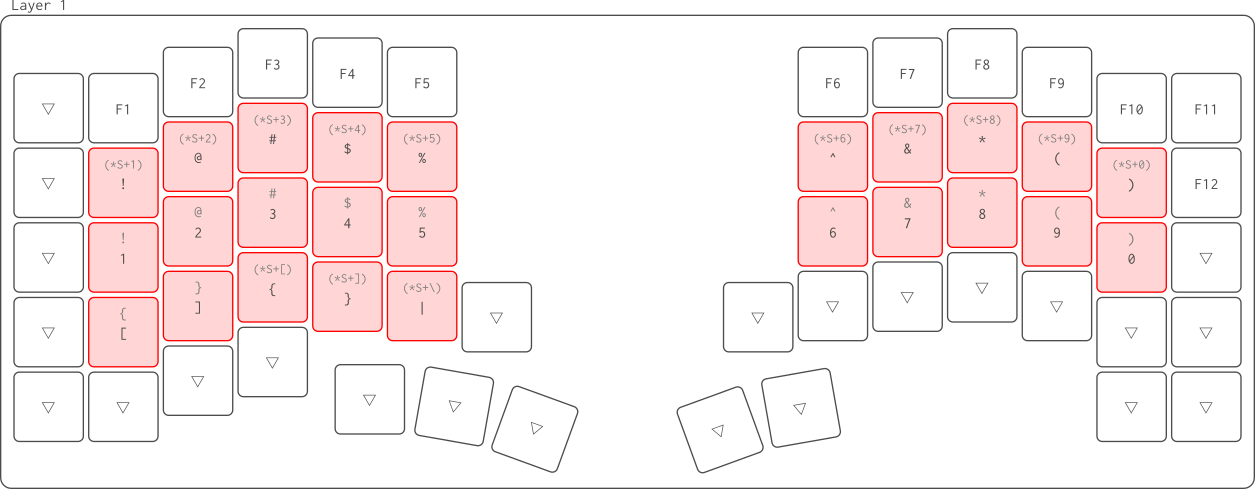 Layer 1
▽ F1 F2 F3 F4 F5 F6 F7 F8 F9 F10 F11
(*S+1) (*S+2) (*S+3) (*S+4) (*S+5) (*S+6) (*S+7) (*S+8) (*S+9) (*S+0)
▽ ! @ # $ % ^ & * ( ) F12
! @ # $ % ^ & * ( )
▽ 1 2 3 4 5 6 7 8 9 0 ▽
{ } (*S+[) (*S+]) (*S+\)
▽ [ ] { } | ▽ ▽ ▽ ▽ ▽ ▽ ▽ ▽
▽ ▽ ▽ ▽ ▽ ▽ ▽ ▽ ▽ ▽ ▽